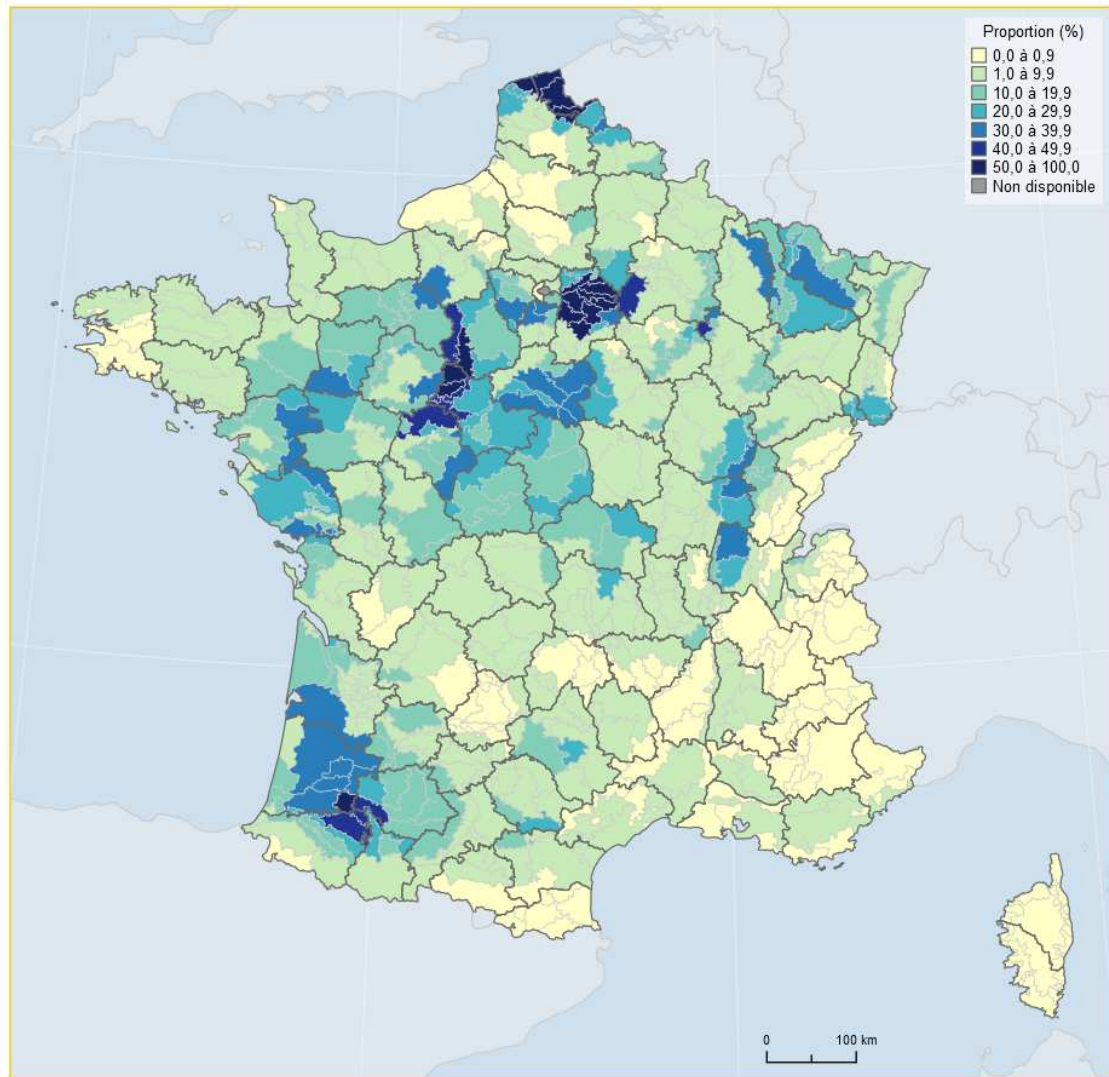 Proportion (%)
0,0 à 0,9
1,0 à 9,9
10,0 à 19,9
20,0 à 29,9
30,0 à 39,9
40,0 à 49,9
50,0 à 100,0
Non disponible
0 100 km